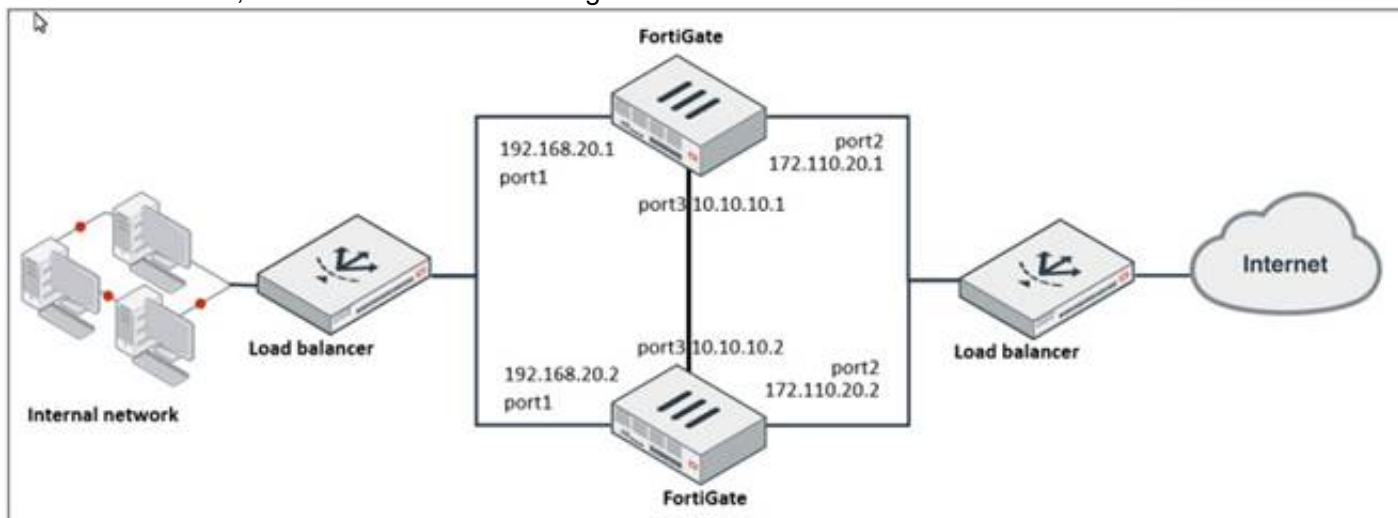 FortiGate
192.168.20.1
port1
port2
172.110.20.1
port3 10.10.10.1
Internet
Load balancer
Load balancer
port3 10.10.10.2
192.168.20.2
port1
port2
172.110.20.2
Internal network
FortiGate